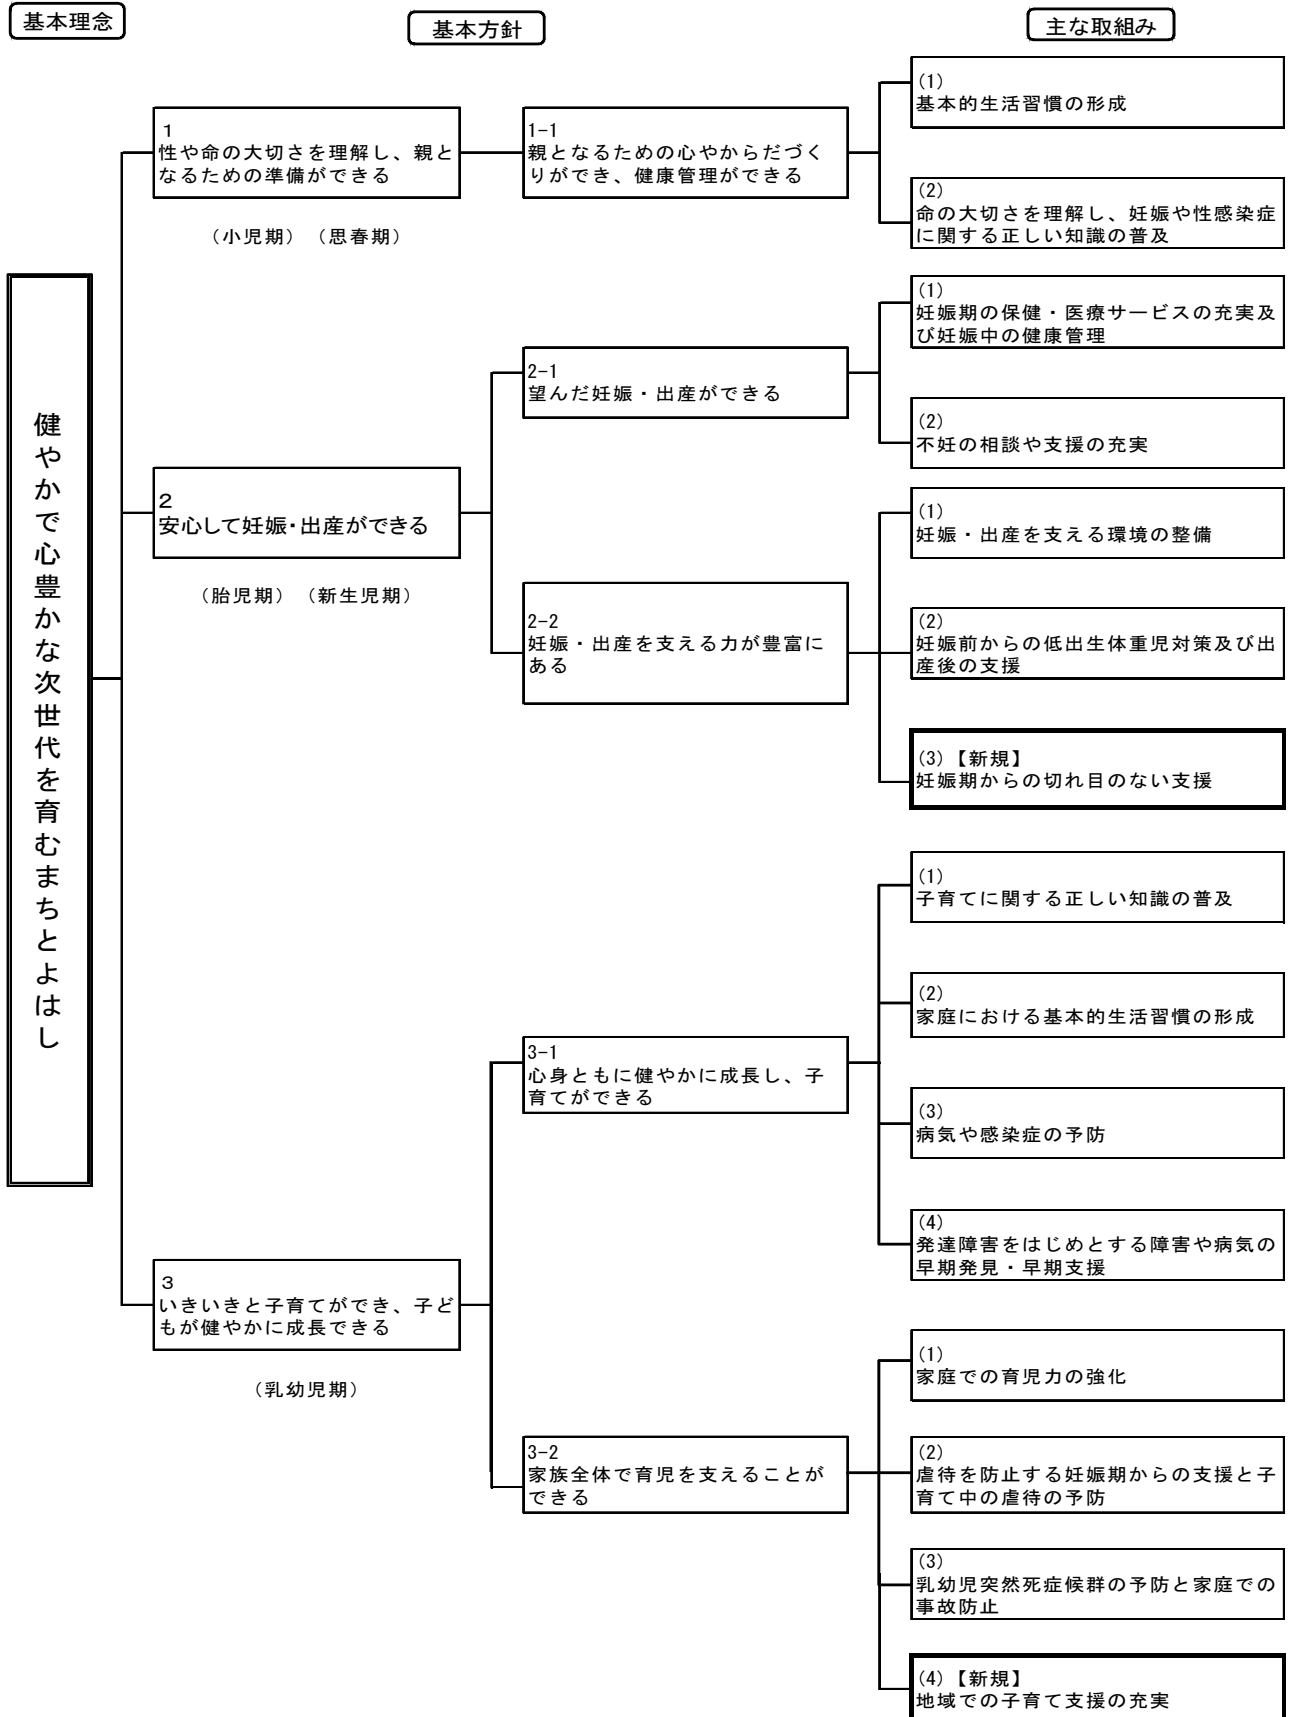 基本理念
基本方針
主な取組み
健やかで心豊かな次世代を育むまちとよはし
1
性や命の大切さを理解し、親と
なるための準備ができる
（小児期）（思春期）
1-1
親となるための心やからだづく
りができ、健康管理ができる
(1)
基本的生活習慣の形成
(2)
命の大切さを理解し、妊娠や性感染症
に関する正しい知識の普及
2
安心して妊娠・出産ができる
（胎児期）（新生児期）
2-1
望んだ妊娠・出産ができる
(1)
妊娠期の保健・医療サービスの充実及
び妊娠中の健康管理
(2)
不妊の相談や支援の充実
2-2
妊娠・出産を支える力が豊富に
ある
(1)
妊娠・出産を支える環境の整備
(2)
妊娠前からの低出生体重児対策及び出
産後の支援
(3)【新規】
妊娠期からの切れ目のない支援
3
いきいきと子育てができ、子ど
もが健やかに成長できる
（乳幼児期）
3-1
心身ともに健やかに成長し、子
育てができる
(1)
子育てに関する正しい知識の普及
(2)
家庭における基本的生活習慣の形成
(3)
病気や感染症の予防
(4)
発達障害をはじめとする障害や病気の
早期発見・早期支援
3-2
家族全体で育児を支えることが
できる
(1)
家庭での育児力の強化
(2)
虐待を防止する妊娠期からの支援と子
育て中の虐待の予防
(3)
乳幼児突然死症候群の予防と家庭での
事故防止
(4)【新規】
地域での子育て支援の充実